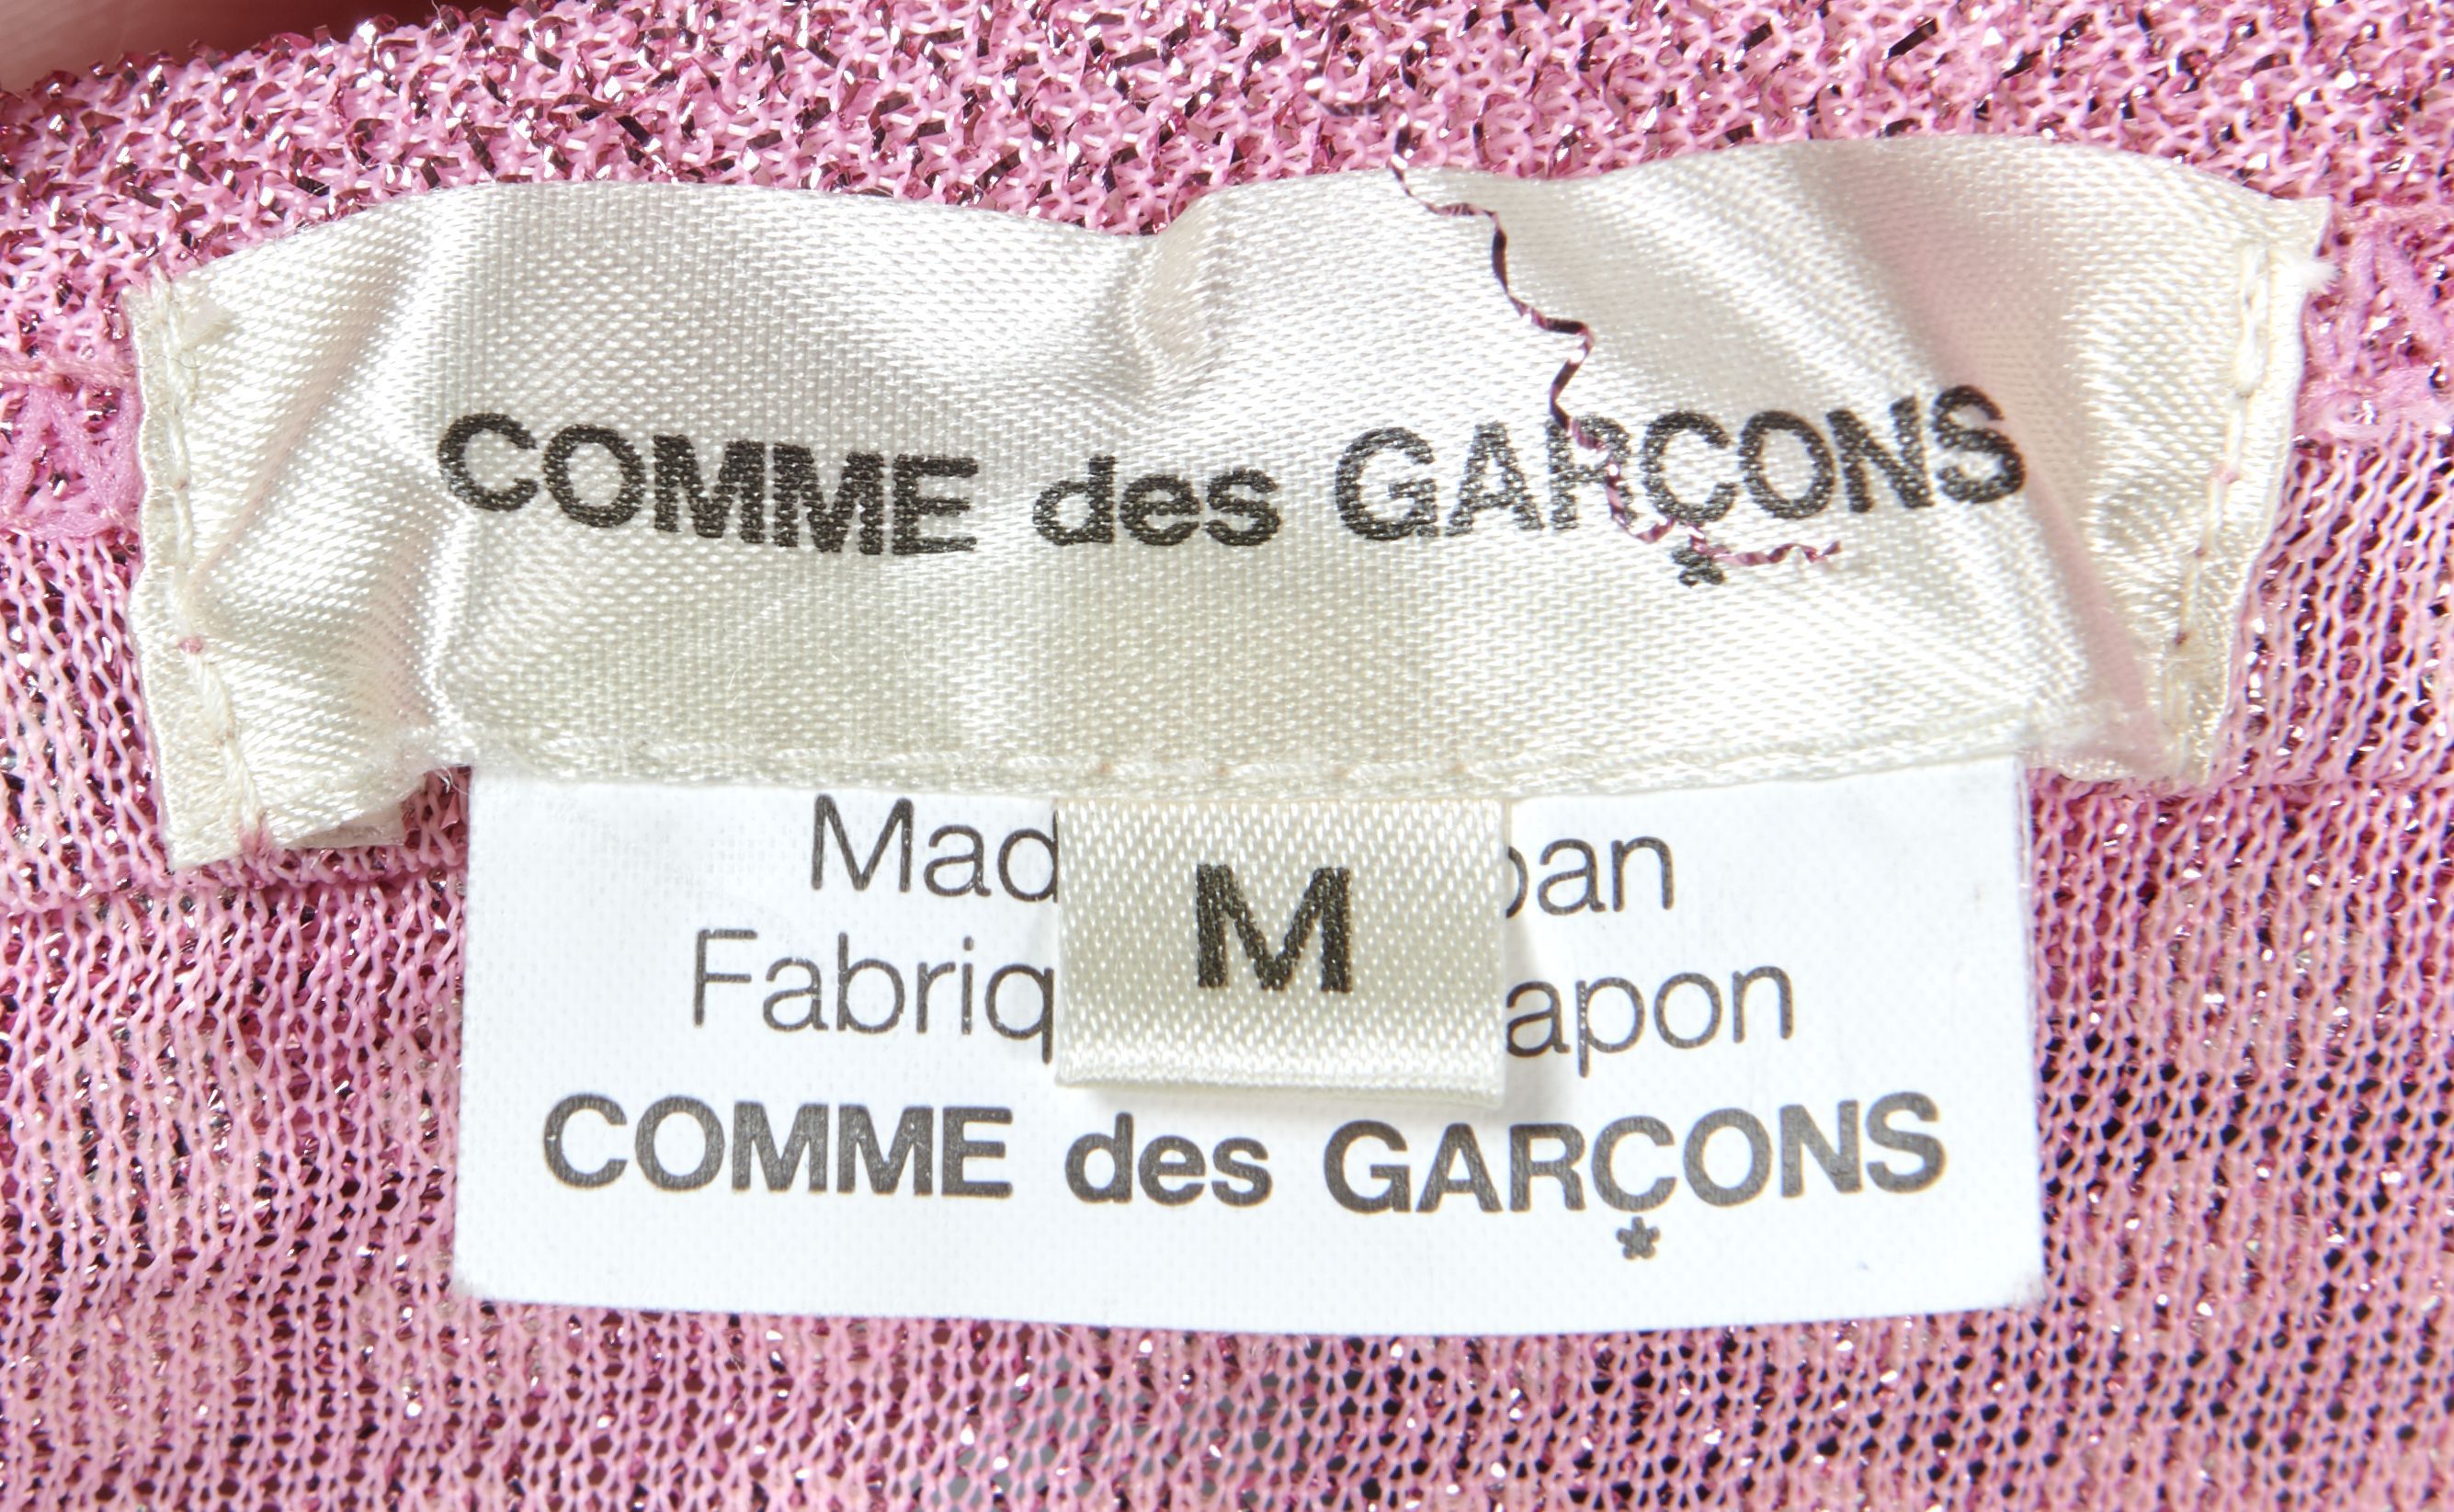 COMME des GARÇONS
Mad M pan
Fabriq apon
COMME des GARÇONS